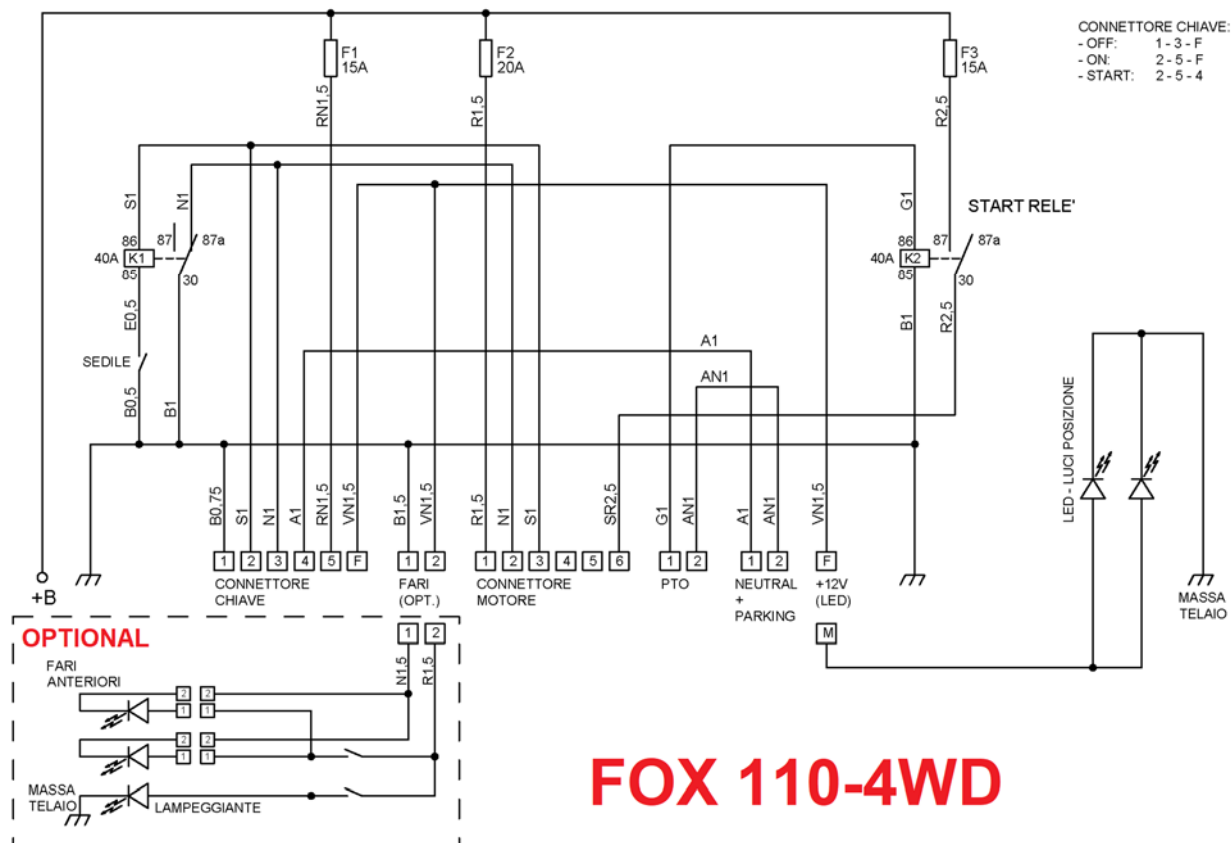 F1
15A
F2
20A
F3
15A
CONNETTORE CHIAVE:
- OFF: 1 - 3 - F
- ON: 2 - 5 - F
- START: 2 - 5 - 4
RN1,5
R1,5
R2,5
S1
N1
G1
START RELE'
86
87
87a
40A
K1
85
30
86
87
87a
40A
K2
85
30
E0,5
SEDILE
B0,5
B1
B1
R2,5
A1
AN1
LED - LUCI POSIZIONE
B0,75
S1
N1
A1
RN1,5
VN1,5
B1,5
VN1,5
R1,5
N1
S1
SR2,5
G1
AN1
A1
AN1
VN1,5
1 2 3 4 5 F
1 2
1 2 3 4 5 6
1 2
1 2
F
CONNETTORE
CHIAVE
FARI
(OPT.)
CONNETTORE
MOTORE
PTO
NEUTRAL
+
PARKING
+12V
(LED)
M
MASSA
TELAIO
+B
OPTIONAL
1 2
N1,5
R1,5
FARI
ANTERIORI
2 2
1 1
2 2
1 1
MASSA
TELAIO
LAMPEGGIANTE
FOX 110-4WD